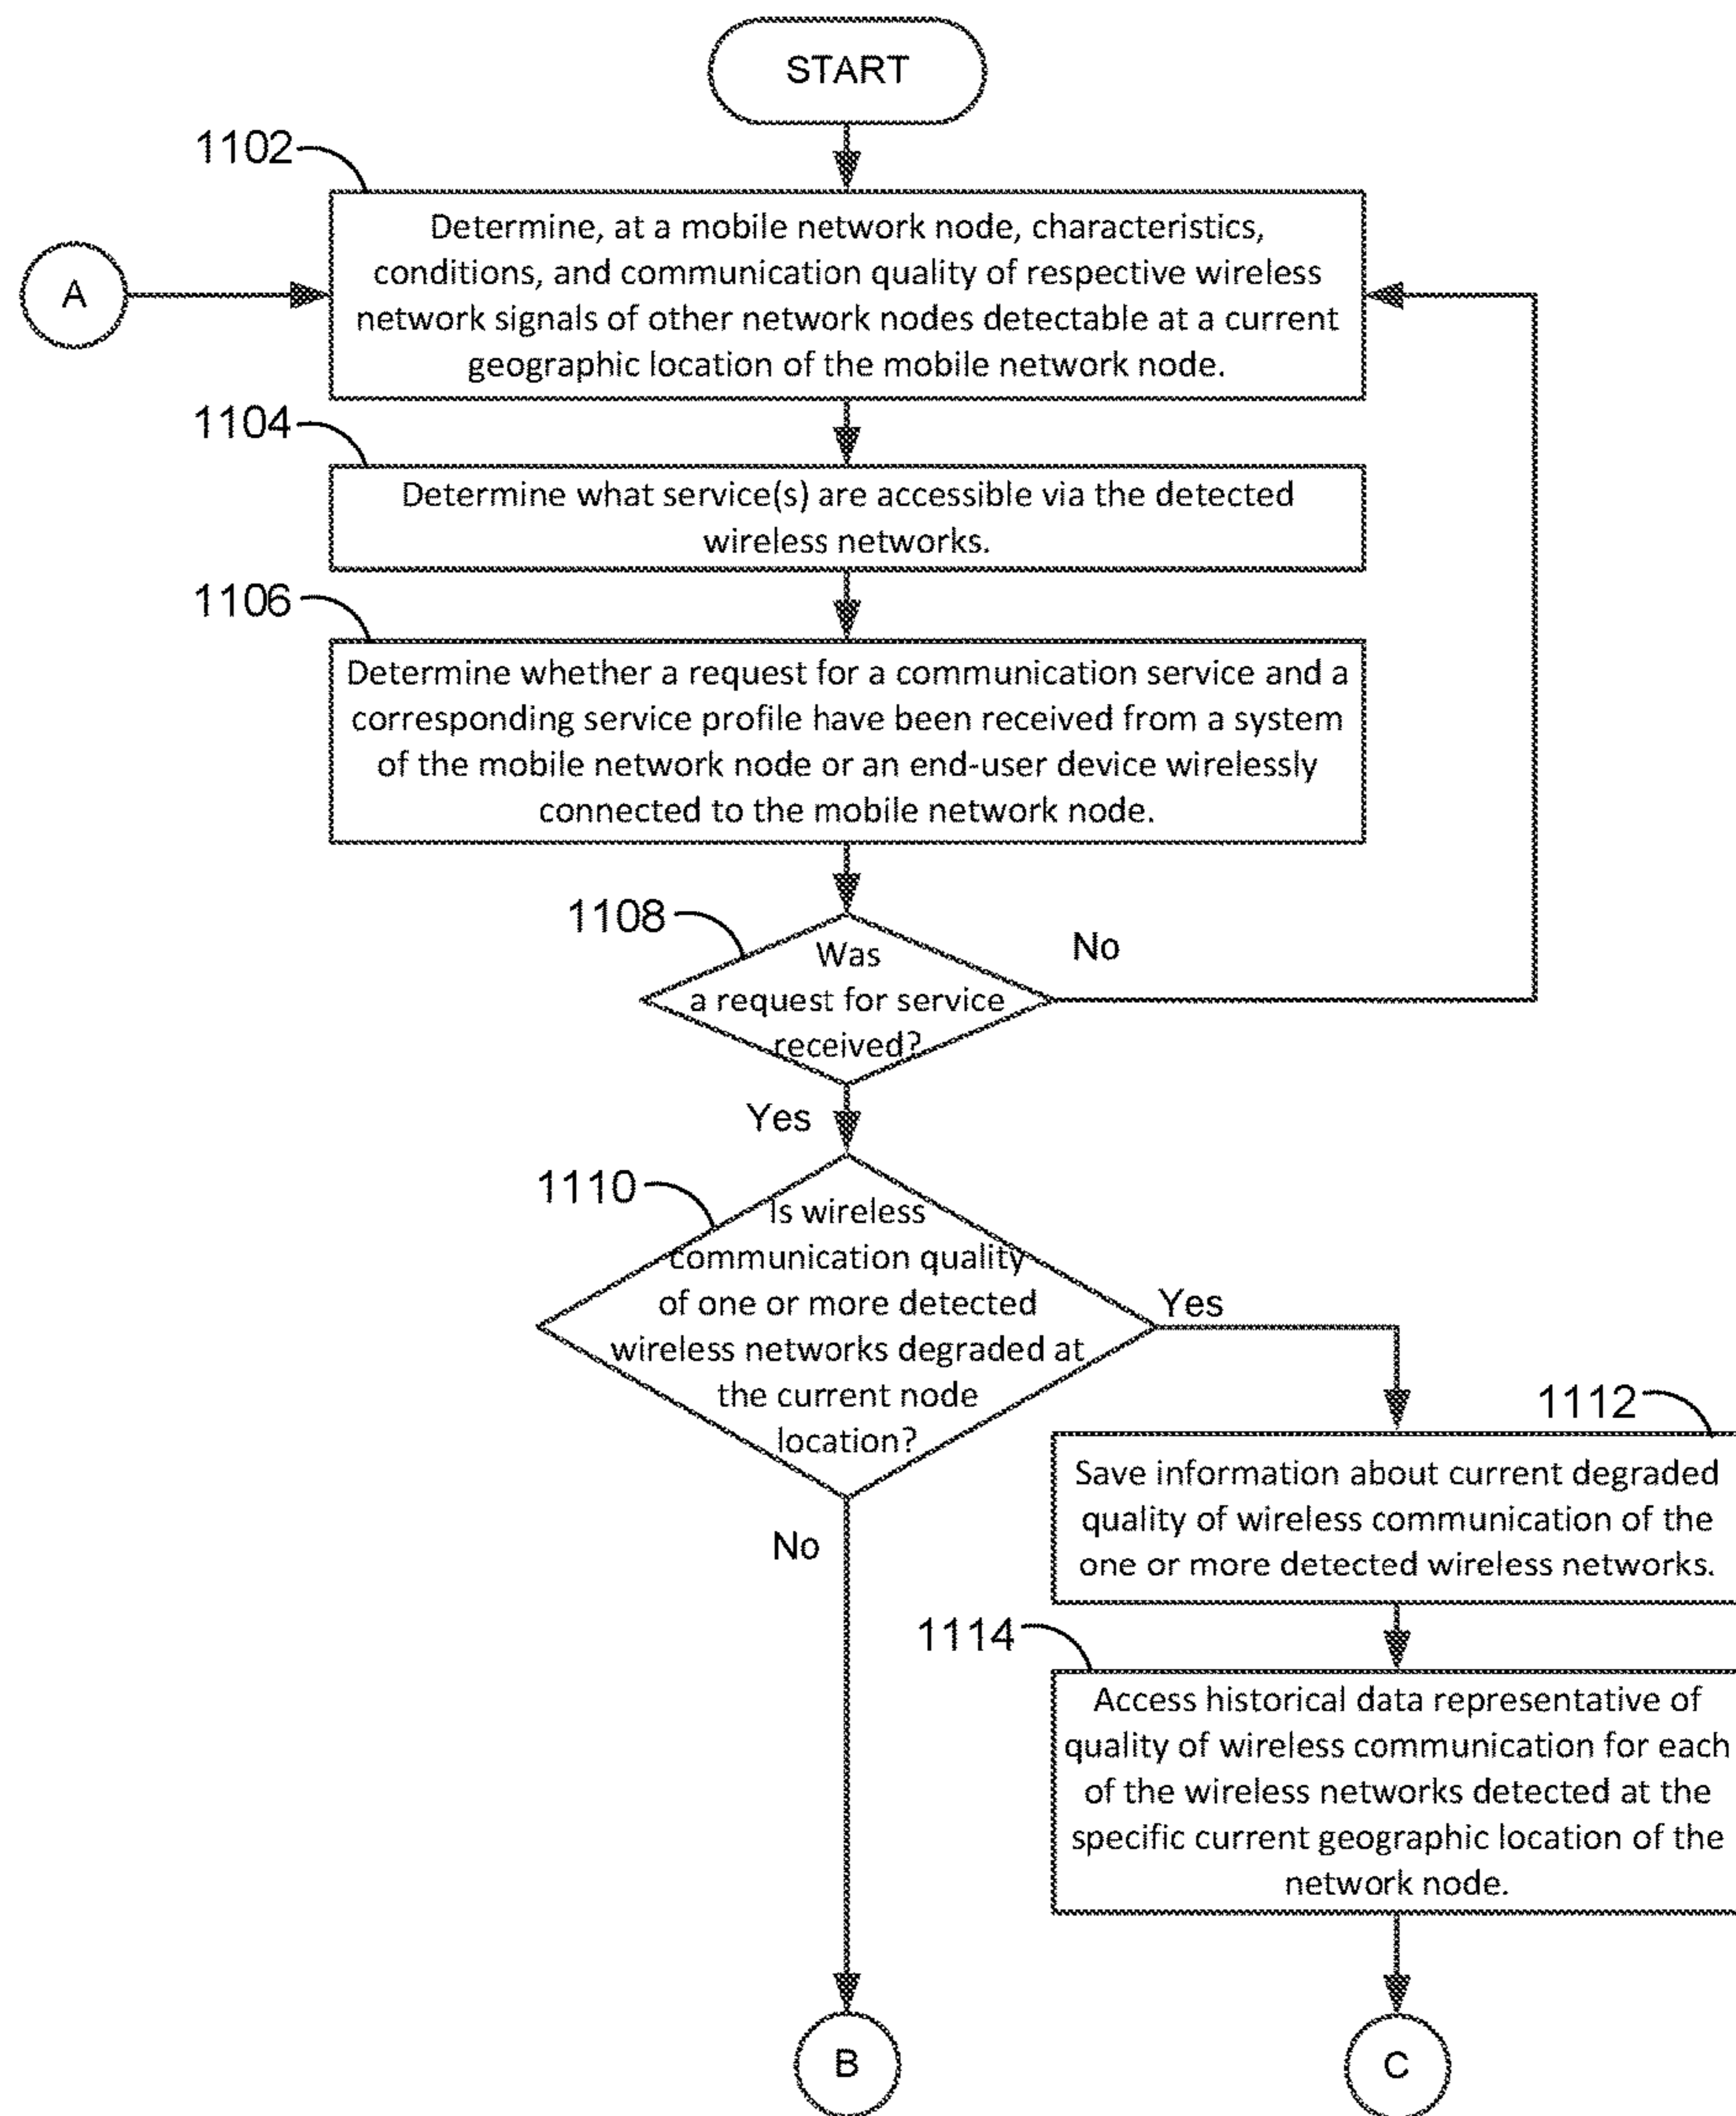 START
1102
Determine, at a mobile network node, characteristics,
conditions, and communication quality of respective wireless
network signals of other network nodes detectable at a current
geographic location of the mobile network node.
A
1104
Determine what service(s) are accessible via the detected
wireless networks.
1106
Determine whether a request for a communication service and a
corresponding service profile have been received from a system
of the mobile network node or an end-user device wirelessly
connected to the mobile network node.
1108
Was
a request for service
received?
No
Yes
1110
Is wireless
communication quality
of one or more detected
wireless networks degraded at
the current node
location?
Yes
No
1112
Save information about current degraded
quality of wireless communication of the
one or more detected wireless networks.
1114
Access historical data representative of
quality of wireless communication for each
of the wireless networks detected at the
specific current geographic location of the
network node.
B
C